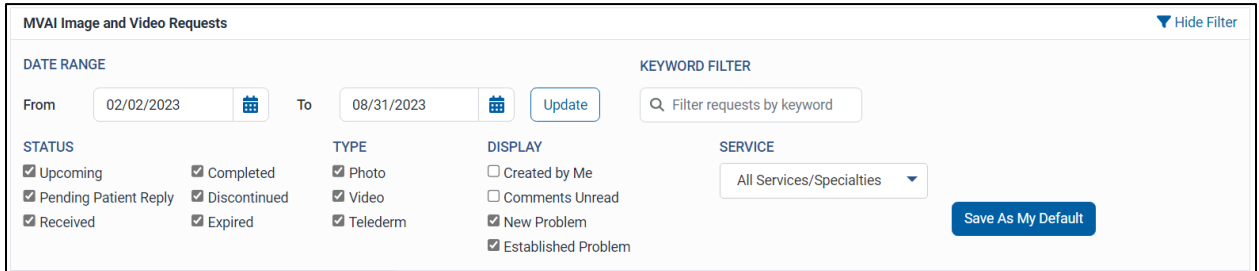 MVAI Image and Video Requests
Hide Filter
DATE RANGE
KEYWORD FILTER
From 02/02/2023 To 08/31/2023 Update
Filter requests by keyword
STATUS TYPE DISPLAY SERVICE
Upcoming Completed Photo Created by Me
All Services/Specialties
Pending Patient Reply Discontinued Video Comments Unread
Received Expired Telederm New Problem
Save As My Default
Established Problem